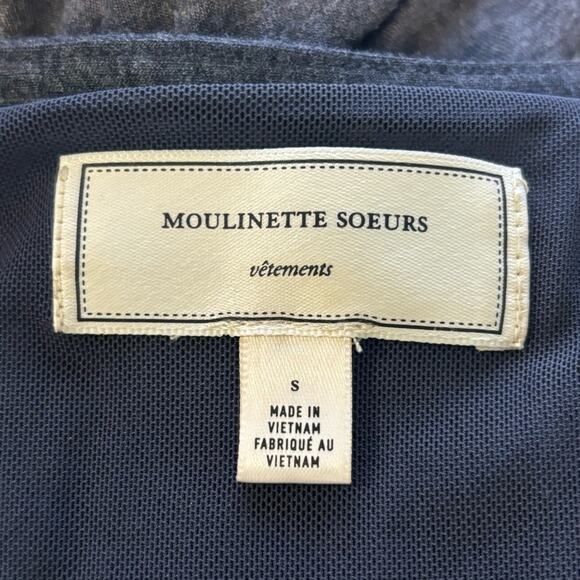 MOULINETTE SOEURS
vêtements
S
MADE IN
VIETNAM
FABRIQUÉ AU
VIETNAM